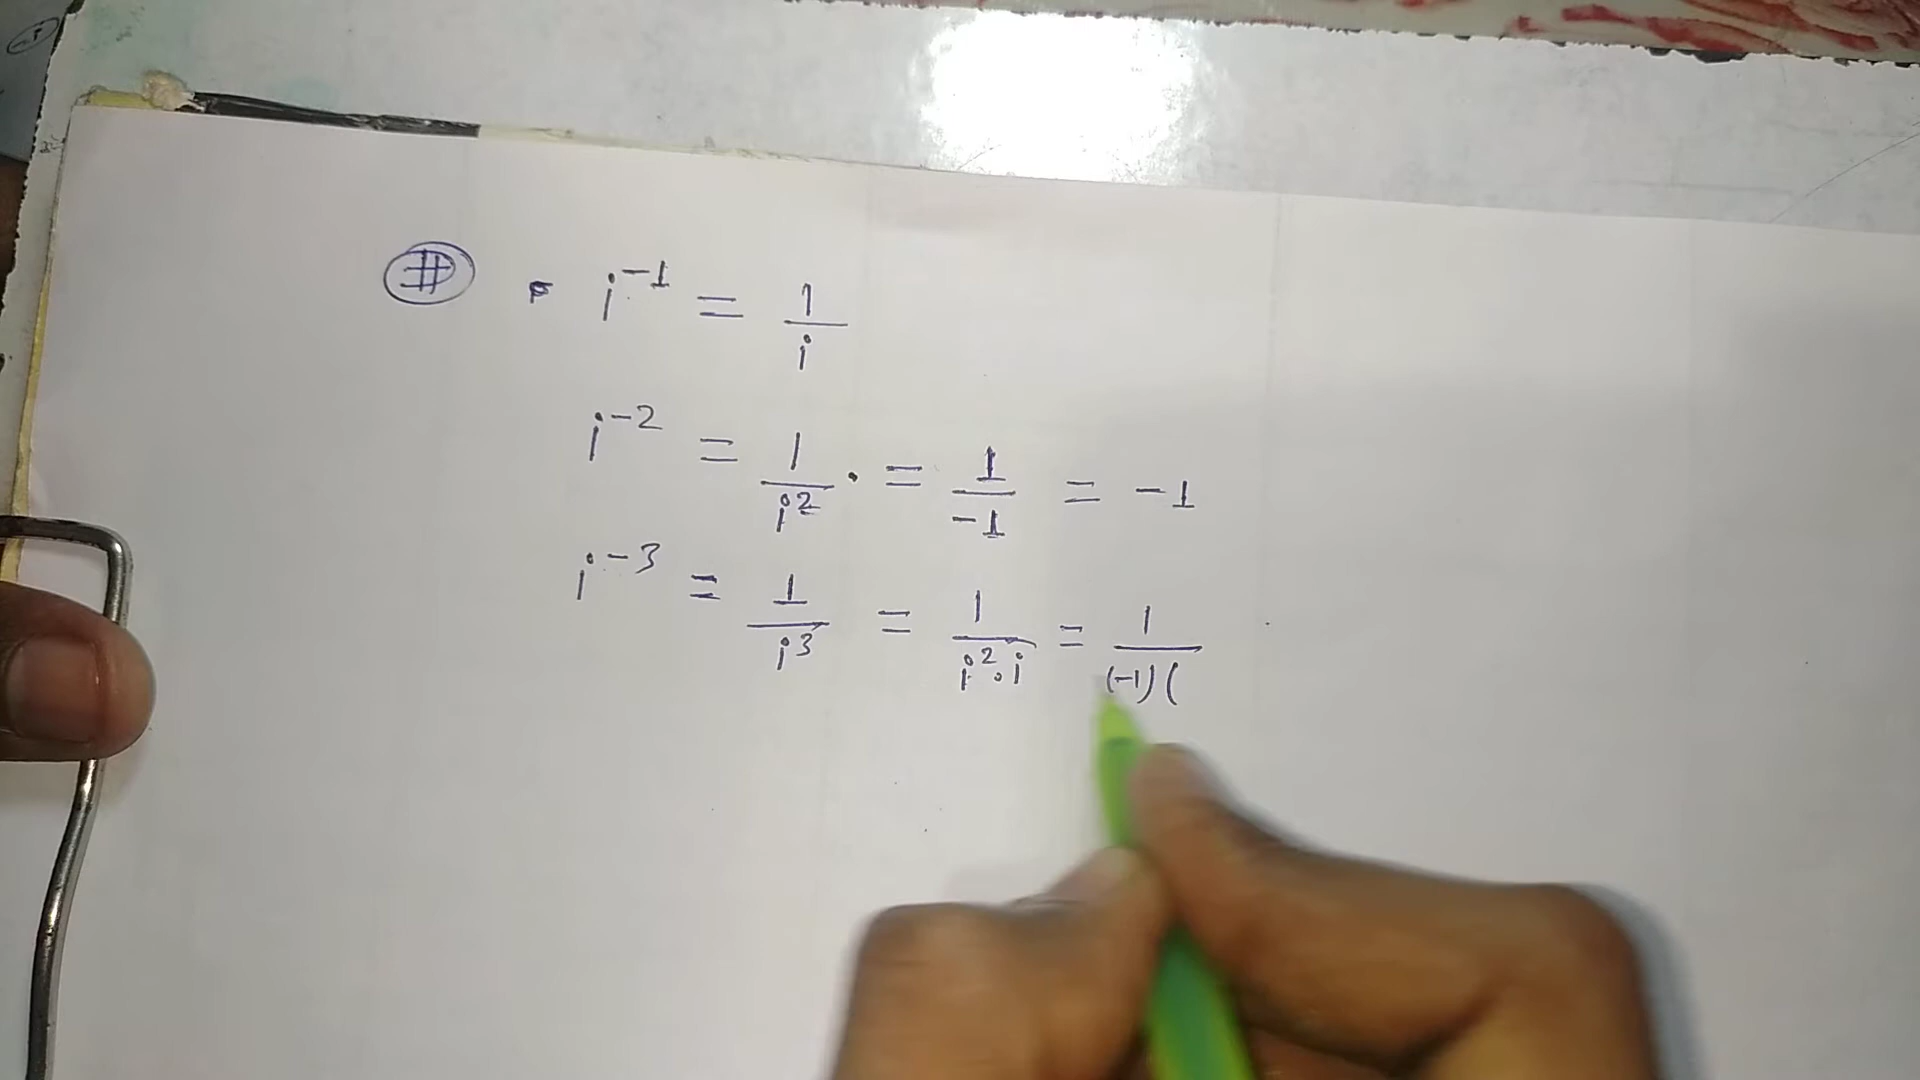 # i^-1 = 1/i
i^-2 = 1/i^2 . = 1/-1 = -1
i^-3 = 1/i^3 = 1/i^2.i = 1/(-1)(